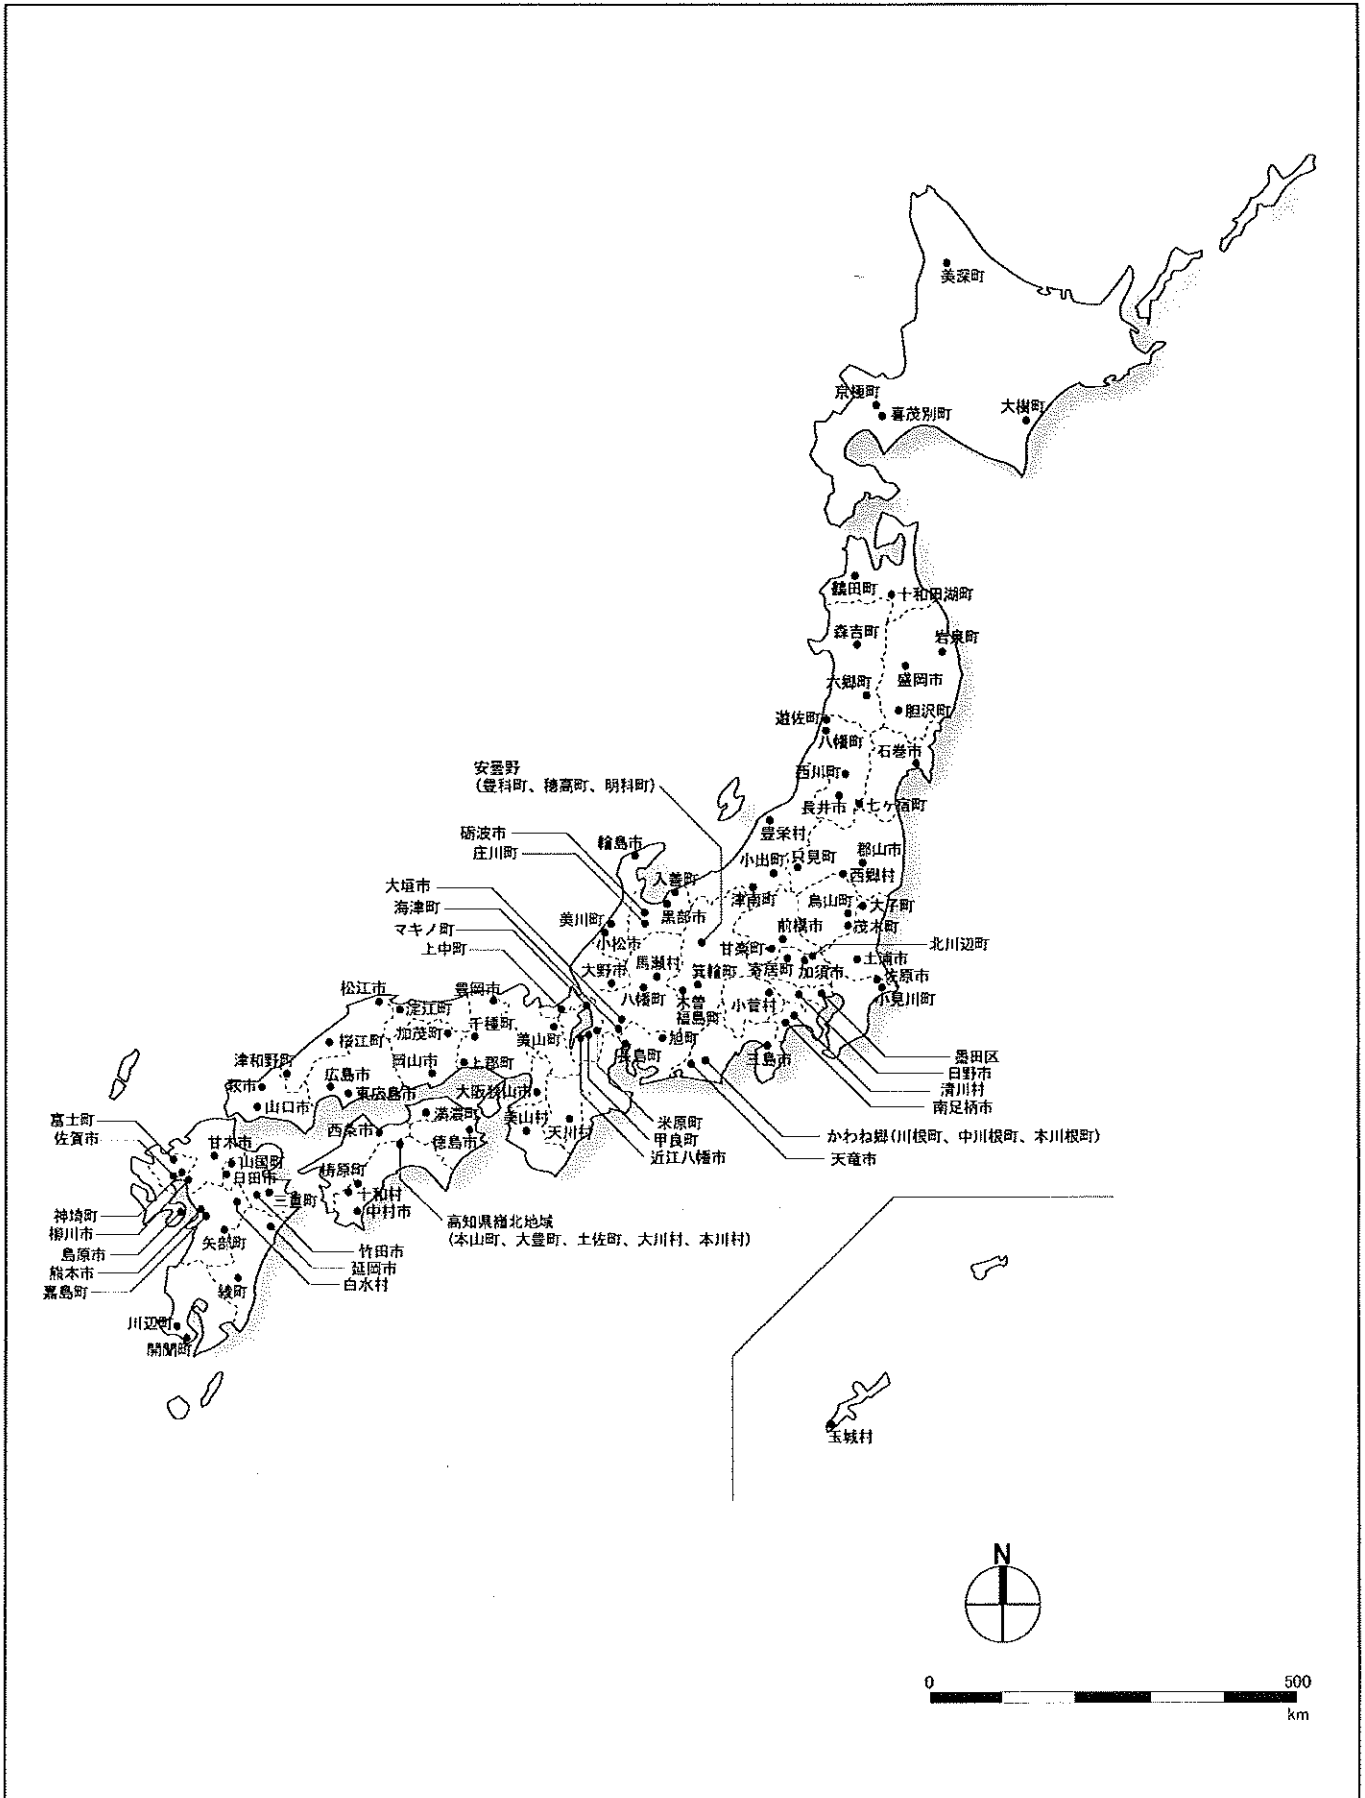 美深町
京極町
喜茂別町
大樹町
鶴田町
十和田湖町
森吉町
岩泉町
盛岡市
六郷町
胆沢町
遊佐町
八幡町
石巻市
西川町
安曇野
(豊科町、穂高町、明科町)
長井市
七ヶ宿町
豊栄村
砺波市
輪島市
庄川町
小出町
只見町
郡山市
西郷村
大垣市
入善町
津南町
烏山町
大子町
海津町
黒部市
美川町
茂木町
マキノ町
前橋市
小松市
甘楽町
北川辺町
上中町
馬瀬村
寄居町
加須市
土浦市
大野市
箕輪町
佐原市
八幡町
木曽
福島町
小菅村
小見川町
松江市
淀江町
豊岡市
加茂町
千種町
美山町
旭町
桜江町
長島町
三島市
墨田区
津和野町
岡山市
上郡町
日野市
萩市
広島市
東広島市
大阪狭山市
清川村
山口市
満濃町
美山村
天川村
米原町
南足柄市
富士町
西条市
徳島市
甲良町
かわね郷(川根町、中川根町、本川根町)
佐賀市
甘木市
山国町
近江八幡市
天竜市
日田市
梼原町
三重町
十和村
神埼町
中村市
柳川市
高知県嶺北地域
(本山町、大豊町、土佐町、大川村、本川村)
島原市
矢部町
竹田市
熊本市
延岡市
嘉島町
綾町
白水村
川辺町
開聞町
玉城村
N
0 500
km